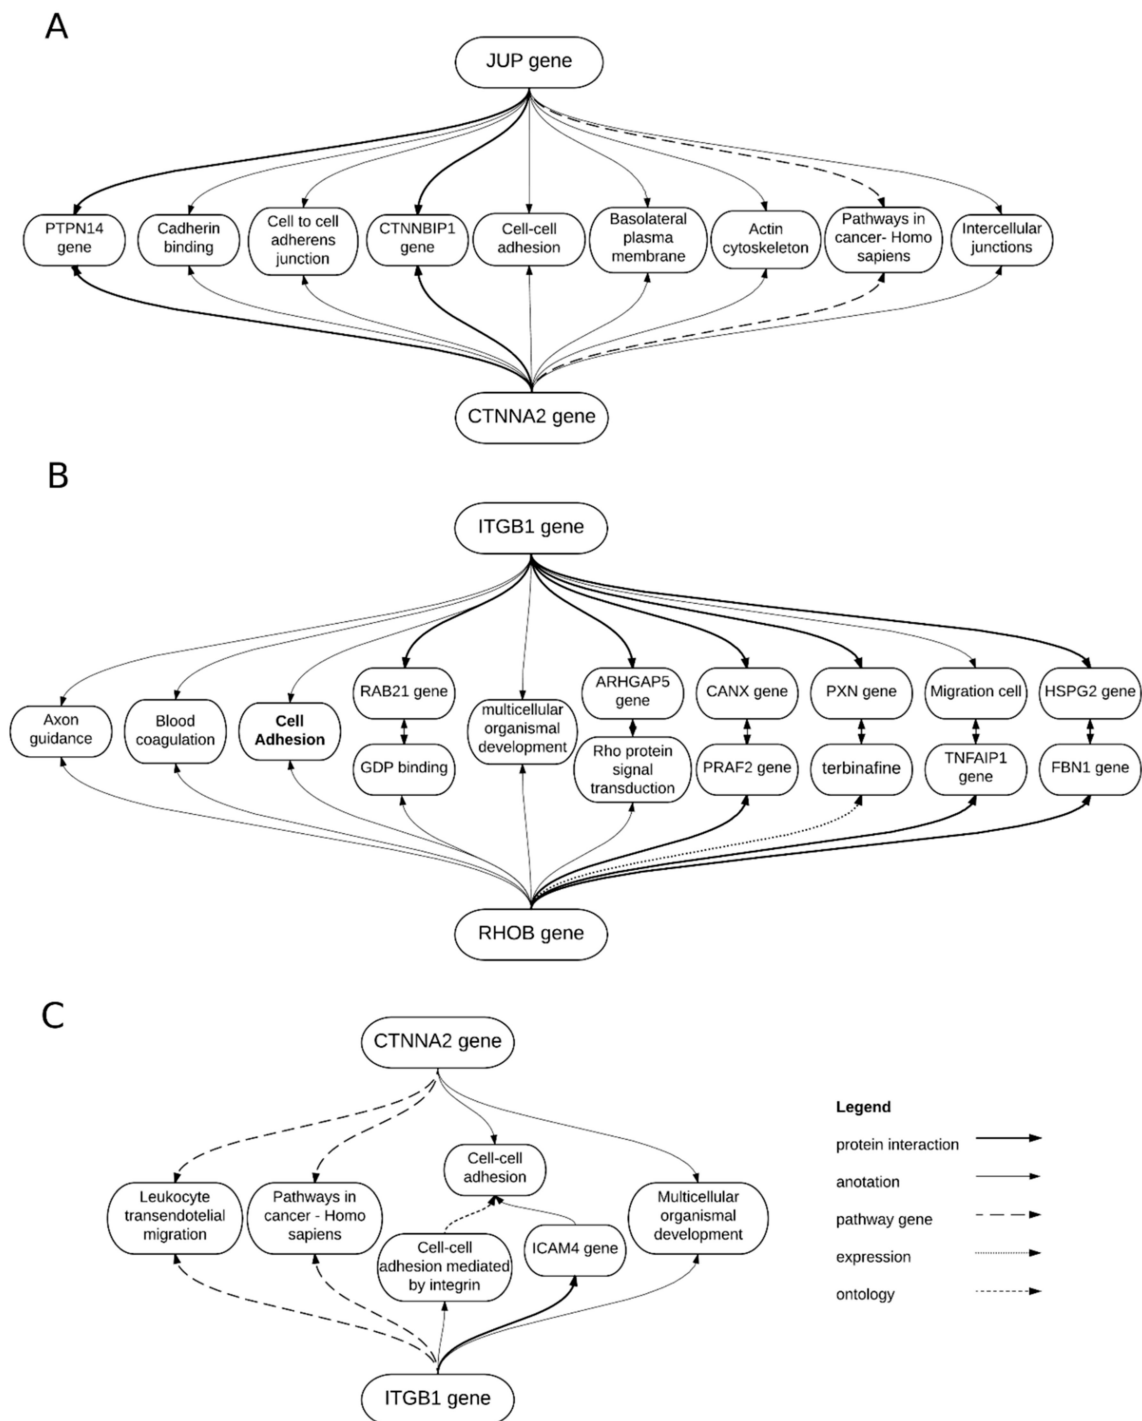 A
JUP gene
PTPN14
gene
Cadherin
binding
Cell to cell
adherens
junction
CTNNBIP1
gene
Cell-cell
adhesion
Basolateral
plasma
membrane
Actin
cytoskeleton
Pathways in
cancer- Homo
sapiens
Intercellular
junctions
CTNNA2 gene
B
ITGB1 gene
Axon
guidance
Blood
coagulation
Cell
Adhesion
RAB21 gene
GDP binding
multicellular
organismal
development
ARHGAP5
gene
Rho protein
signal
transduction
CANX gene
PRAF2 gene
PXN gene
terbinafine
Migration cell
TNFAIP1
gene
HSPG2 gene
FBN1 gene
RHOB gene
C
CTNNA2 gene
Leukocyte
transendotelial
migration
Pathways in
cancer - Homo
sapiens
Cell-cell
adhesion
Cell-cell
adhesion mediated
by integrin
ICAM4 gene
Multicellular
organismal
development
ITGB1 gene
Legend
protein interaction
anotation
pathway gene
expression
ontology